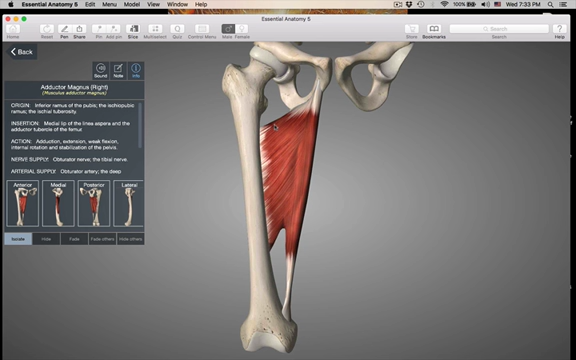 Essential Anatomy 5 Edit Model View Window Help
100% Wed 7:33 PM
Essential Anatomy 5
Home Reset Pen Share Pin Add pin Slice Multiselect Quiz Control Menu Male Female Store Bookmarks Search Help
Back
Sound Note Info
Adductor Magnus (Right)
(Musculus adductor magnus)
ORIGIN: Inferior ramus of the pubis; the ischiopubic
ramus; the ischial tuberosity.
INSERTION: Medial lip of the linea aspera and the
adductor tubercle of the femur.
ACTION: Adduction, extension, weak flexion,
internal rotation and stabilization of the pelvis.
NERVE SUPPLY: Obturator nerve; the tibial nerve.
ARTERIAL SUPPLY: Obturator artery; the deep
Anterior Medial Posterior Lateral
Isolate Hide Fade Fade others Hide others